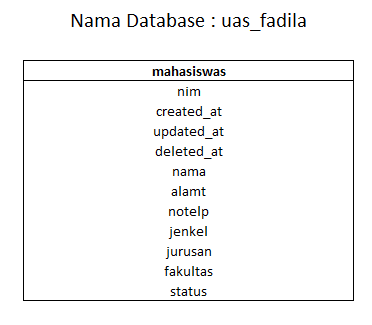 Nama Database : uas_fadila
mahasiswas
nim
created_at
updated_at
deleted_at
nama
alamt
notelp
jenkel
jurusan
fakultas
status